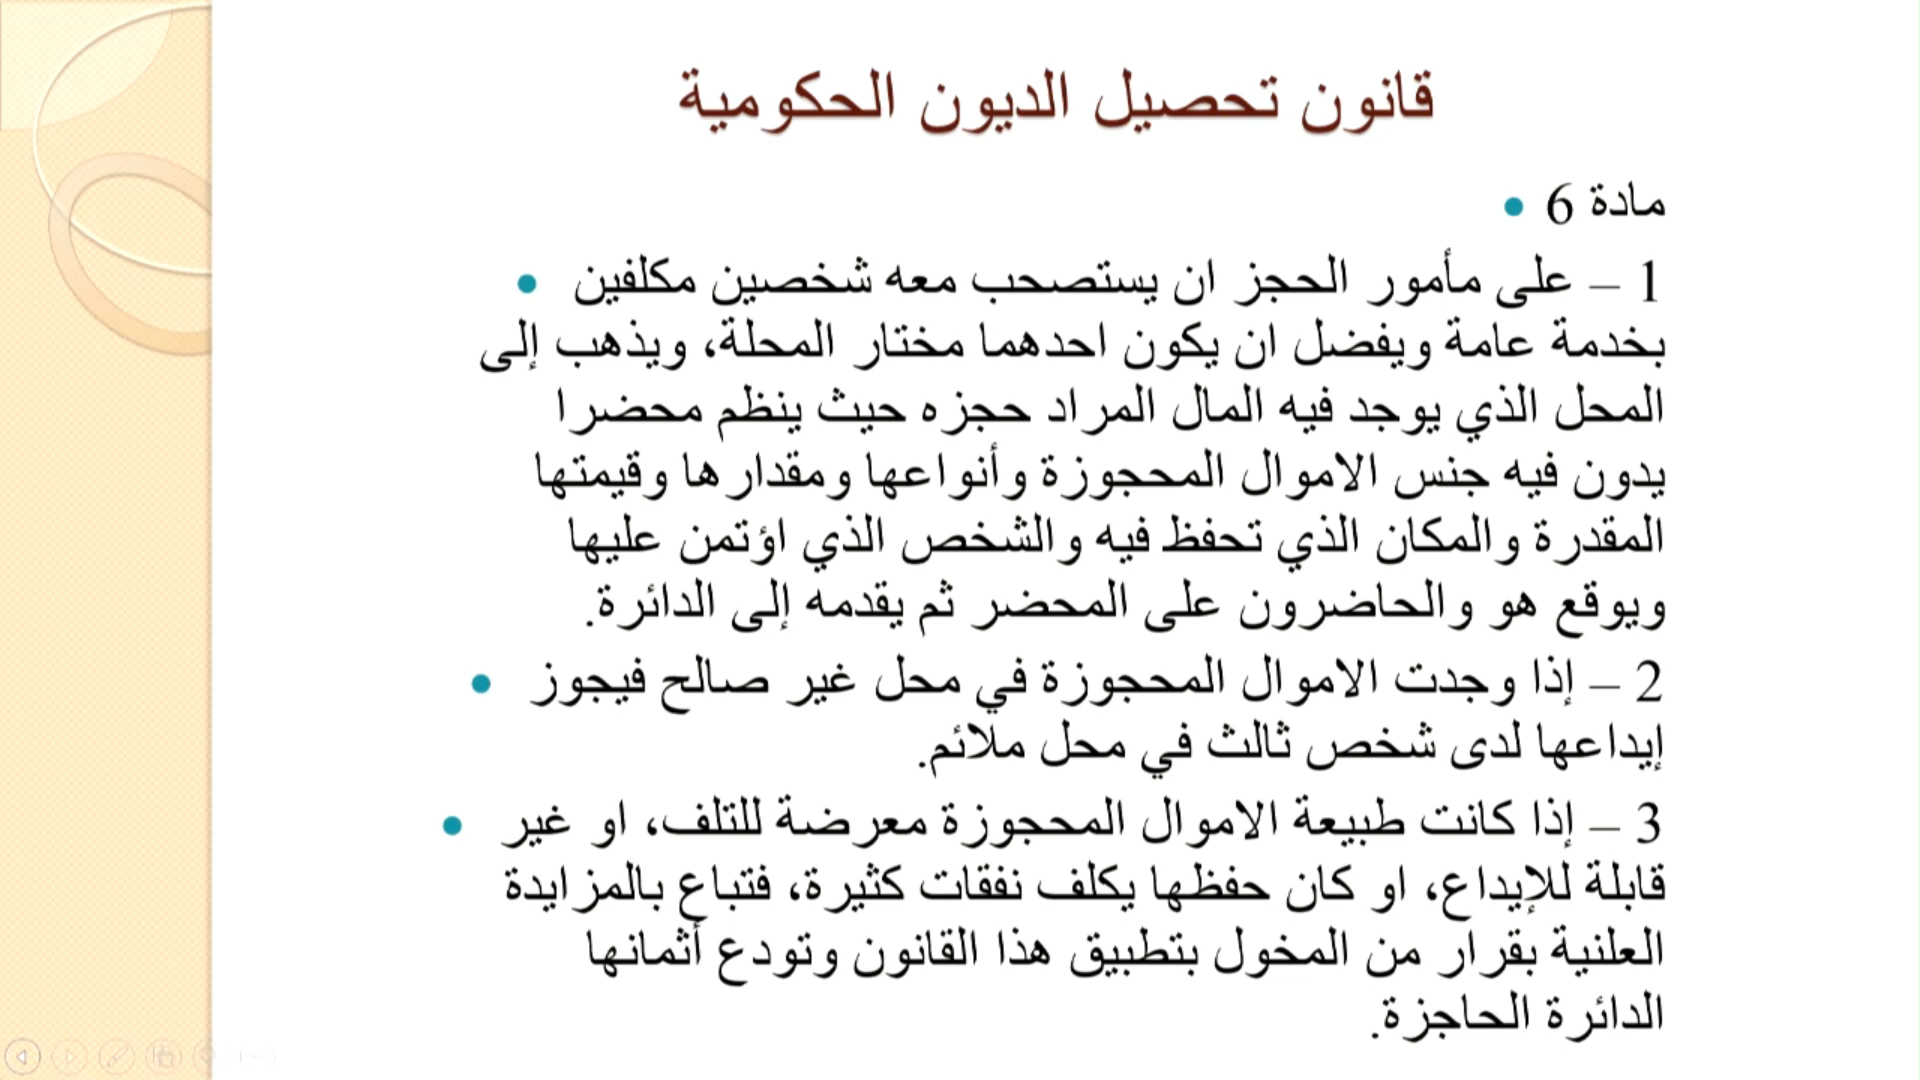 قانون تحصيل الديون الحكومية
مادة 6
1 – على مأمور الحجز ان يستصحب معه شخصين مكلفين
بخدمة عامة ويفضل ان يكون احدهما مختار المحلة، ويذهب إلى
المحل الذي يوجد فيه المال المراد حجزه حيث ينظم محضرا
يدون فيه جنس الاموال المحجوزة وأنواعها ومقدارها وقيمتها
المقدرة والمكان الذي تحفظ فيه والشخص الذي اؤتمن عليها
ويوقع هو والحاضرون على المحضر ثم يقدمه إلى الدائرة.
2 – إذا وجدت الاموال المحجوزة في محل غير صالح فيجوز
إيداعها لدى شخص ثالث في محل ملائم.
3 – إذا كانت طبيعة الاموال المحجوزة معرضة للتلف، او غير
قابلة للإيداع، او كان حفظها يكلف نفقات كثيرة، فتباع بالمزايدة
العلنية بقرار من المخول بتطبيق هذا القانون وتودع أثمانها
الدائرة الحاجزة.